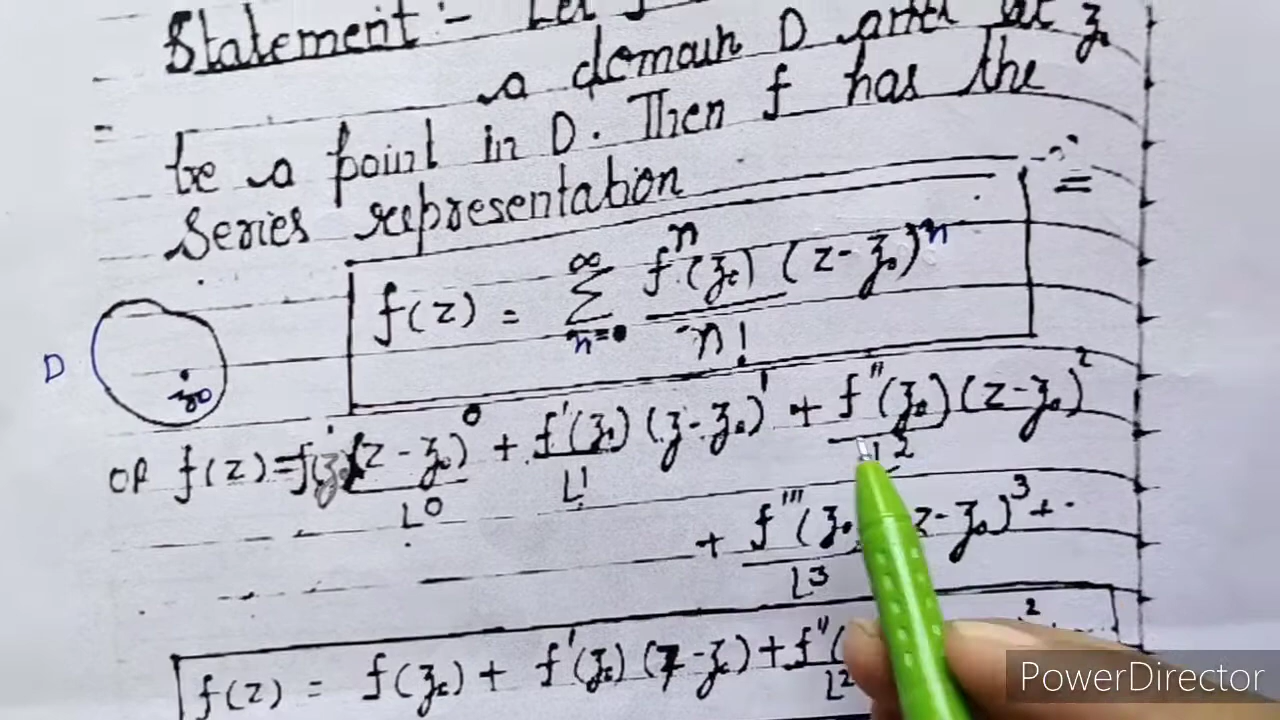 Statement :- Let f
a domain D and let z₀
be a point in D. Then f has the
series representation
f(z) = ∞ Σ n=0 fⁿ(z₀) / n! (z-z₀)ⁿ
D
z₀
or f(z) = f(z₀)(z-z₀)⁰ / L0 + f'(z₀) / L1 (z-z₀)¹ + f''(z₀) / L2 (z-z₀)²
+ f'''(z₀ / L3 z-z₀)³ + ..
f(z) = f(z₀) + f'(z₀) (z-z₀) + f''( / L2 2
PowerDirector